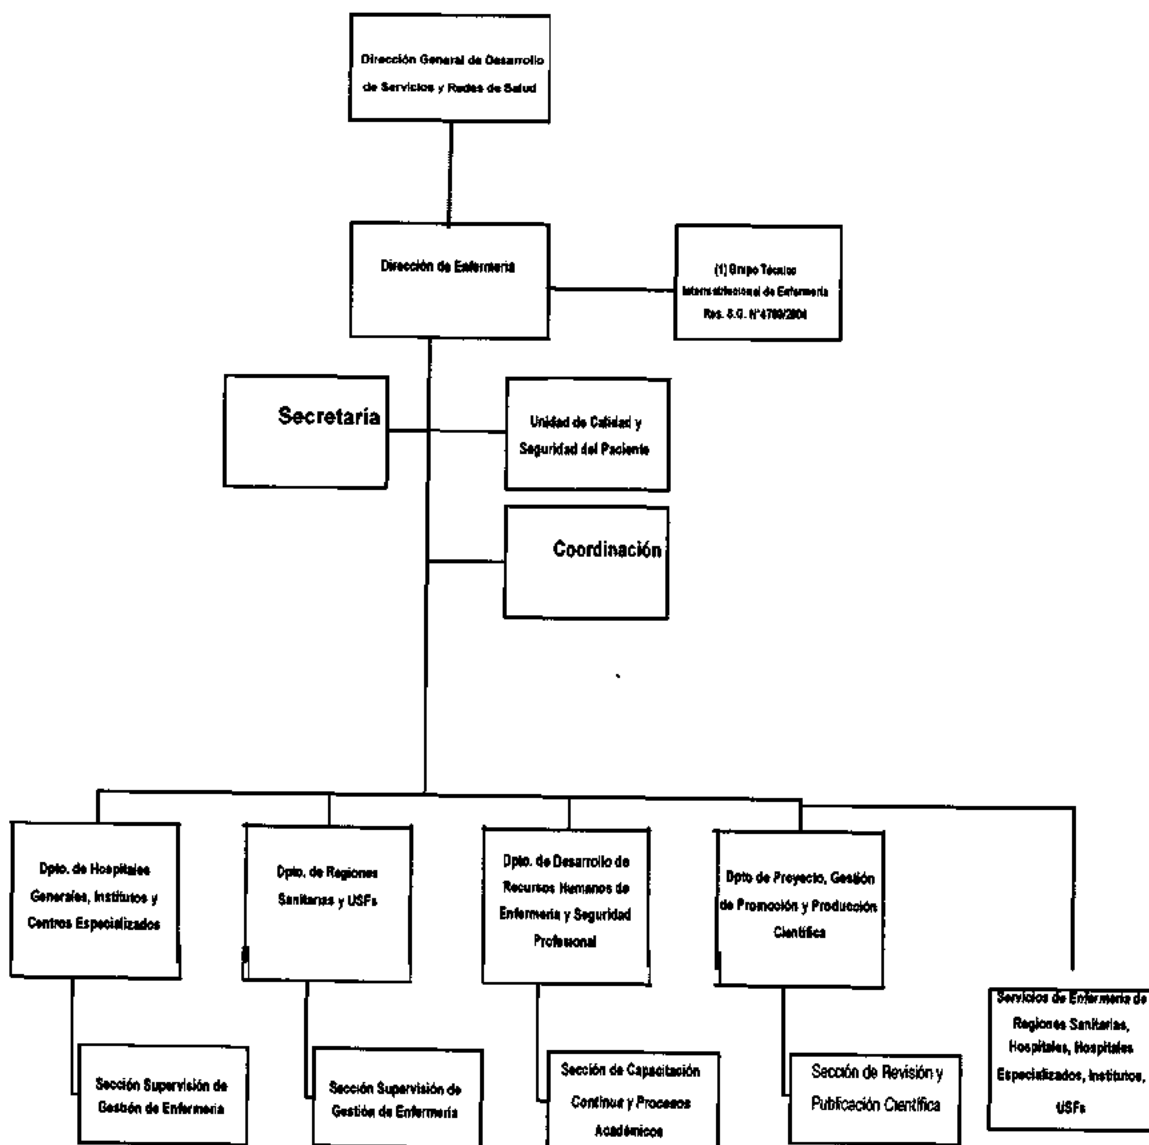 Dirección General de Desarrollo
de Servicios y Redes de Salud
Dirección de Enfermería
(1) Grupo Técnico
Interinstitucional de Enfermería
Res. S.G. N°
Secretaría
Unidad de Calidad y
Seguridad del Paciente
Coordinación
Dpto. de Hospitales
Generales, Institutos y
Centros Especializados
Dpto. de Regiones
Sanitarias y USFs
Dpto. de Desarrollo de
Recursos Humanos de
Enfermería y Seguridad
Profesional
Dpto de Proyecto, Gestión
de Promoción y Producción
Científica
Servicios de Enfermería de
Regiones Sanitarias,
Hospitales, Hospitales
Especializados, Institutos,
USFs
Sección Supervisión de
Gestión de Enfermería
Sección Supervisión de
Gestión de Enfermería
Sección de Capacitación
Continua y Procesos
Académicos
Sección de Revisión y
Publicación Científica